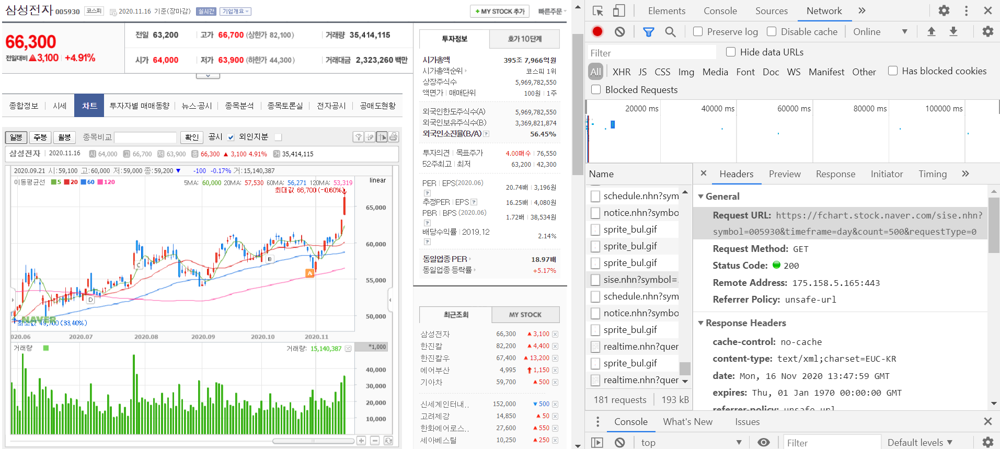 삼성전자 005930 코스피 2020.11.16 기준(장마감) 실시간 기업개요
+ MY STOCK 추가 빠른주문
66,300
전일대비 ▲3,100 +4.91%
전일 63,200 고가 66,700 (상한가 82,100) 거래량 35,414,115
시가 64,000 저가 63,900 (하한가 44,300) 거래대금 2,323,260 백만
종합정보 시세 차트 투자자별 매매동향 뉴스·공시 종목분석 종목토론실 전자공시 공매도현황
일봉 주봉 월봉 종목비교 확인 공시 외인지분
삼성전자 2020.11.16 시 64,000 고 66,700 저 63,900 종 66,300 ▲ 3,100 4.91% 거 35,414,115
2020.09.21 시:59,100 고:60,000 저:59,000 종:59,200 ▼ -100 -0.17% 거:15,140,387
이동평균선 5 20 60 120
5MA: 60,000 20MA: 57,530 60MA: 56,271 120MA: 53,319
linear
최대값 66,700 (-0.60%)
65,000
60,000
55,000
50,000
B
C
A
D
NAVER
최소값 49,700 (33.40%)
020.06 2020.07 2020.08 2020.09 2020.10 2020.11
거래량
거래량: 15,140,387
*1,000
40,000
30,000
20,000
10,000
투자정보 호가10단계
시가총액 395조 7,966억원
시가총액순위 코스피 1위
상장주식수 5,969,782,550
액면가 매매단위 100원 1주
외국인한도주식수(A) 5,969,782,550
외국인보유주식수(B) 3,369,821,874
외국인소진율(B/A) ? 56.45%
투자의견 목표주가 4.00매수 76,550
52주최고 최저 63,200 42,300
PER EPS(2020.06) ? 20.74배 3,196원
추정PER EPS ? 16.25배 4,080원
PBR BPS (2020.06) ? 1.72배 38,534원
배당수익률 2019.12 ? 2.14%
동일업종 PER 18.97배
동일업종 등락률 +5.17%
최근조회 MY STOCK
삼성전자 66,300 ▲ 3,100
한진칼 82,200 ▲ 4,400
한진칼우 67,400 ▲ 13,200
에어부산 4,995 ↑ 1,150
기아차 59,700 ▲ 500
신세계인터내.. 152,000 ▼ 500
고려제강 14,850 ▲ 50
한화에어로스.. 27,600 ▲ 550
세아베스틸 10,250 ▲ 250
Elements Console Sources Network »
Preserve log Disable cache Online
Filter Hide data URLs
All XHR JS CSS Img Media Font Doc WS Manifest Other Has blocked cookies
Blocked Requests
20000 ms 40000 ms 60000 ms 80000 ms 100000 ms
Name
schedule.nhn?sym
notice.nhn?symbo
sprite_bul.gif
sprite_bul.gif
sprite_bul.gif
sise.nhn?symbol=
schedule.nhn?sym
notice.nhn?symbo
sprite_bul.gif
realtime.nhn?quer
sprite_bul.gif
realtime.nhn?quer
181 requests 193 kB
Headers Preview Response Initiator Timing »
General
Request URL: https://fchart.stock.naver.com/sise.nhn?
symbol=005930&timeframe=day&count=500&requestType=0
Request Method: GET
Status Code: 200
Remote Address: 175.158.5.165:443
Referrer Policy: unsafe-url
Response Headers
cache-control: no-cache
content-type: text/xml;charset=EUC-KR
date: Mon, 16 Nov 2020 13:47:59 GMT
expires: Thu, 01 Jan 1970 00:00:00 GMT
referrer-policy: unsafe-url
Console What's New Issues
top Filter Default levels